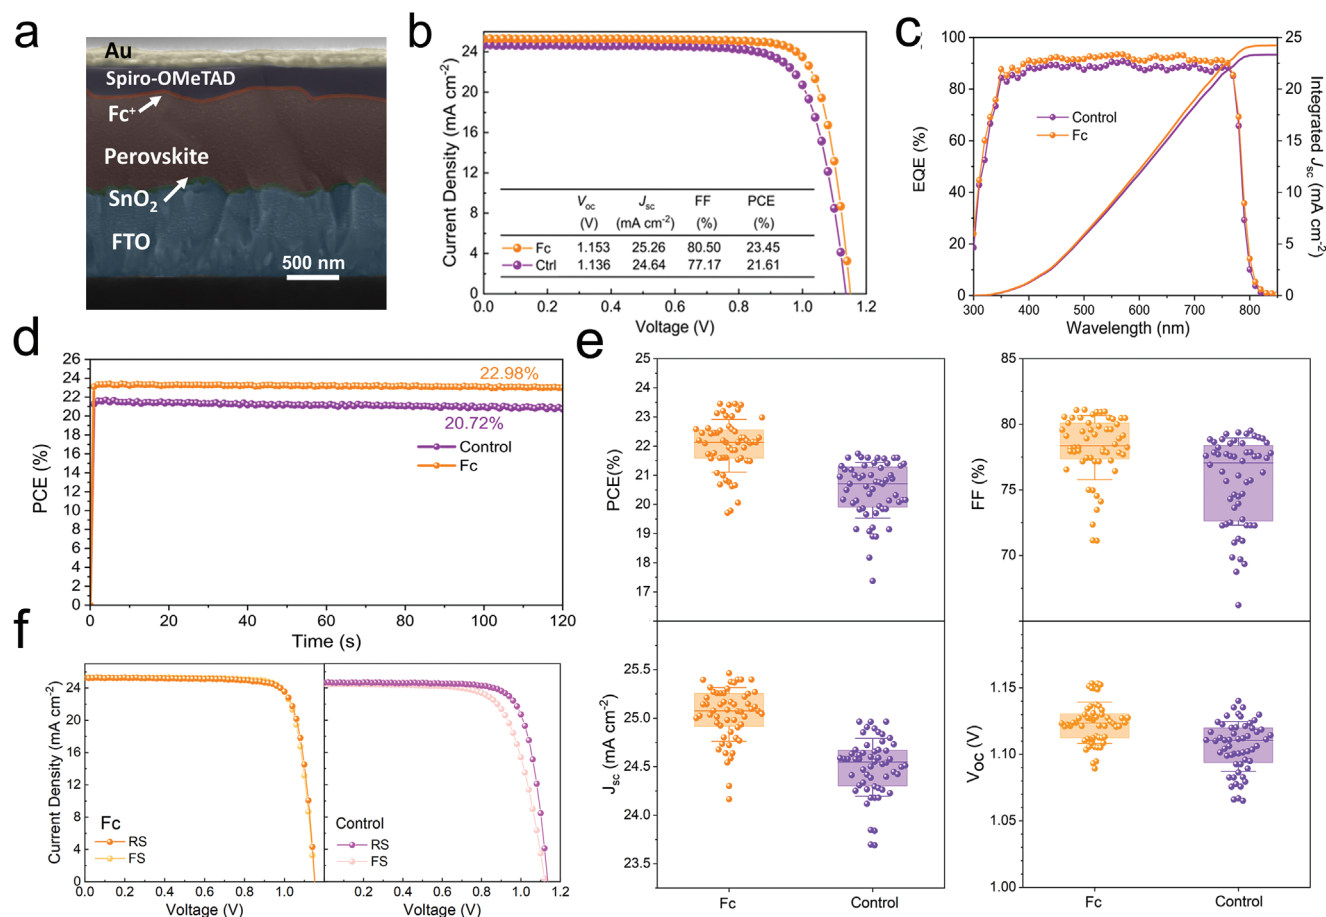 a
Au
Spiro-OMeTAD
Fc⁺
Perovskite
SnO₂
FTO
500 nm
b
Current Density (mA cm⁻²)
24
20
16
12
8
4
0
Voc Jsc FF PCE
(V) (mA cm⁻²) (%) (%)
Fc 1.153 25.26 80.50 23.45
Ctrl 1.136 24.64 77.17 21.61
0.0 0.2 0.4 0.6 0.8 1.0 1.2
Voltage (V)
c
EQE (%)
100
80
60
40
20
0
Control
Fc
25
20
15
10
5
0
Integrated Jsc (mA cm⁻²)
300 400 500 600 700 800
Wavelength (nm)
d
PCE (%)
26
24
22
20
18
16
14
12
10
8
6
4
2
0
22.98%
20.72%
Control
Fc
0 20 40 60 80 100 120
Time (s)
e
PCE(%)
25
24
23
22
21
20
19
18
17
FF (%)
85
80
75
70
Jsc (mA cm⁻²)
25.5
25.0
24.5
24.0
23.5
Fc Control
VOC (V)
1.15
1.10
1.05
1.00
Fc Control
f
Current Density (mA cm⁻²)
24
20
16
12
8
4
0
Fc
RS
FS
Control
RS
FS
0.0 0.2 0.4 0.6 0.8 1.0 0.2 0.4 0.6 0.8 1.0 1.2
Voltage (V) Voltage (V)